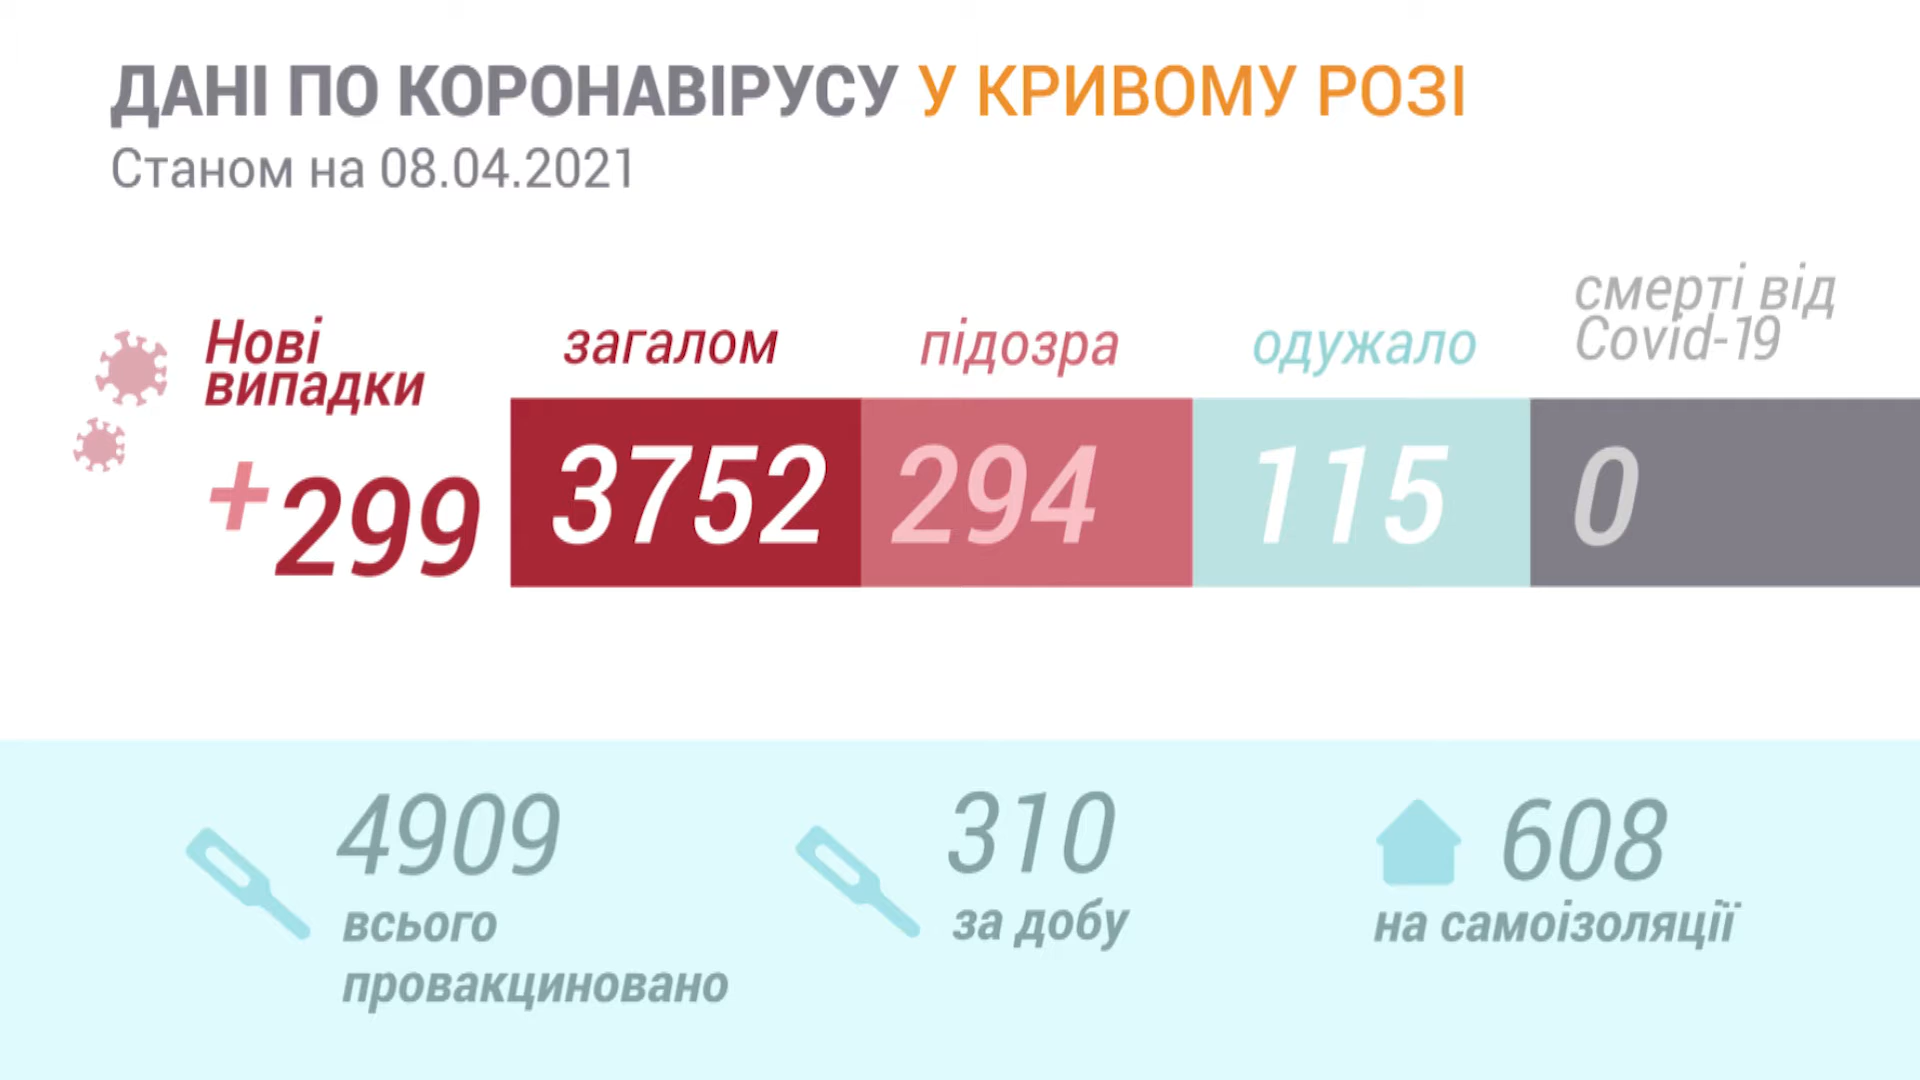 ДАНІ ПО КОРОНАВІРУСУ У КРИВОМУ РОЗІ
Станом на 08.04.2021
Нові
випадки
+299
загалом
3752
підозра
294
одужало
115
смерті від
Covid-19
0
4909
всього
провакциновано
310
за добу
608
на самоізоляції